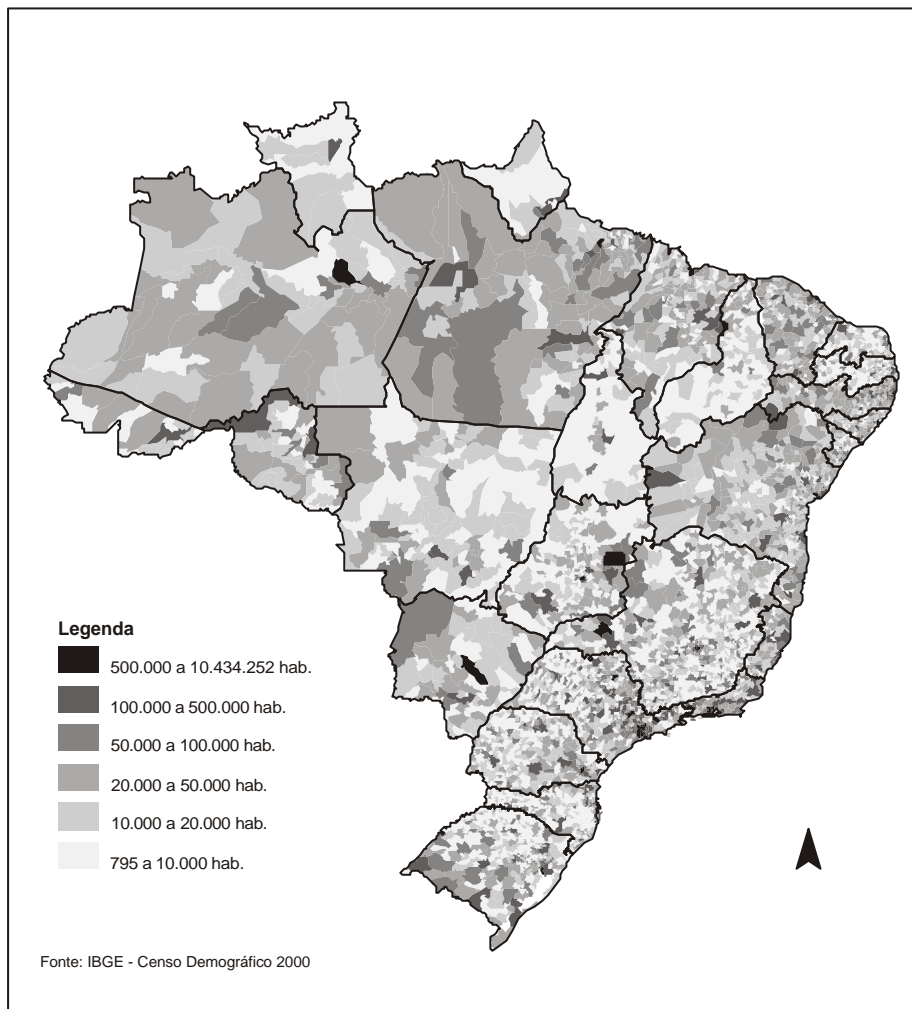 Legenda
500.000 a 10.434.252 hab.
100.000 a 500.000 hab.
50.000 a 100.000 hab.
20.000 a 50.000 hab.
10.000 a 20.000 hab.
795 a 10.000 hab.
Fonte: IBGE - Censo Demográfico 2000